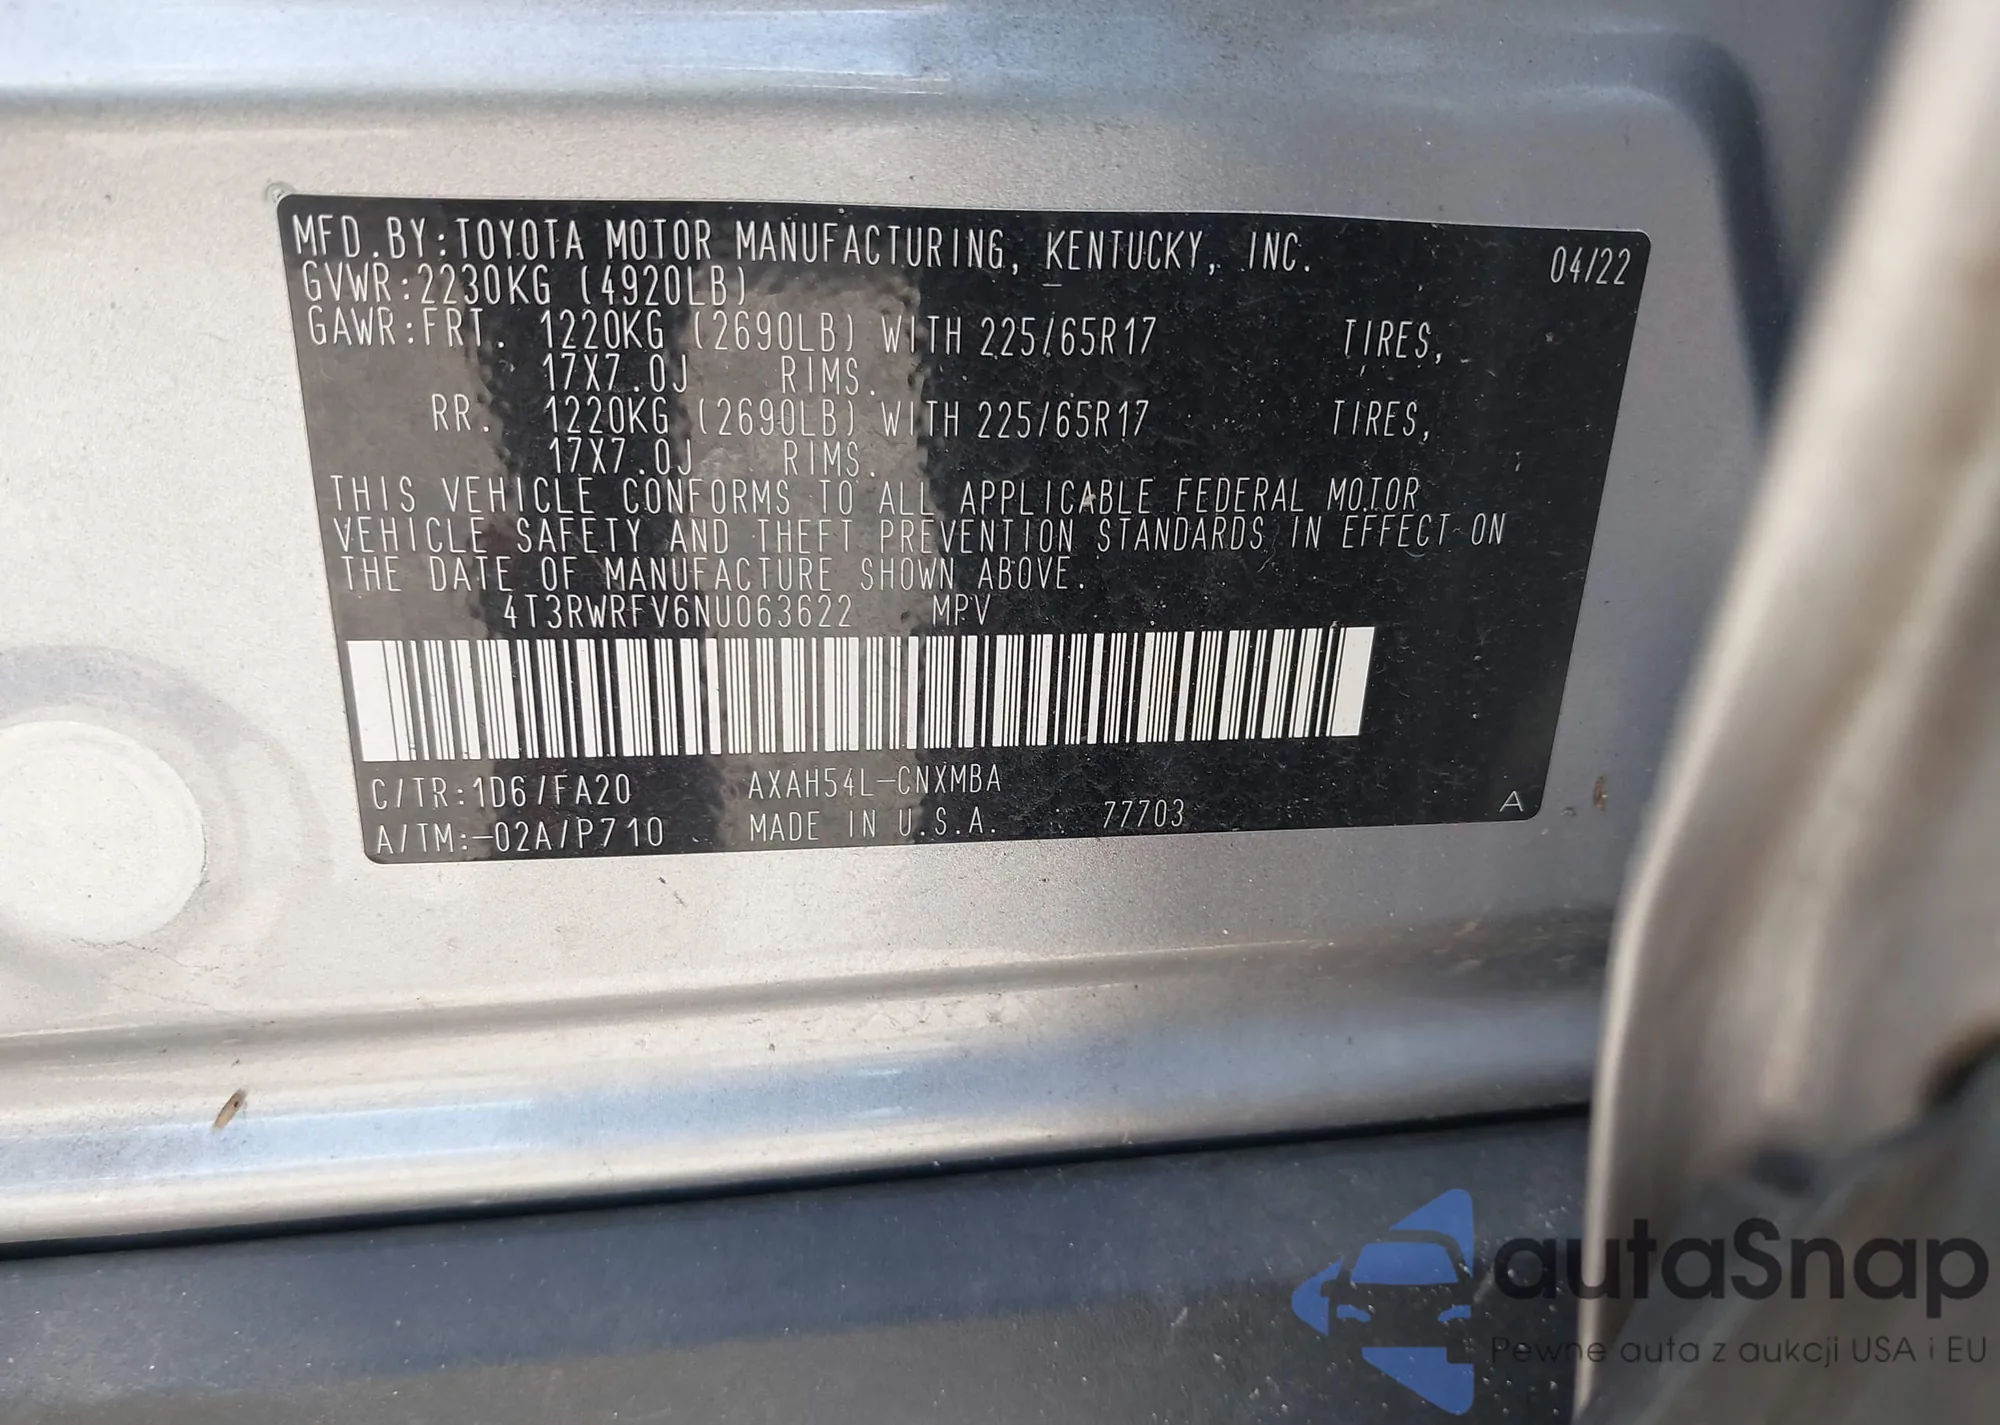 MFD.BY:TOYOTA MOTOR MANUFACTURING, KENTUCKY, INC. 04/22
GVWR:2230KG (4920LB)
GAWR:FRT. 1220KG (2690LB) WITH 225/65R17 TIRES,
17X7.0J RIMS.
RR. 1220KG (2690LB) WITH 225/65R17 TIRES,
17X7.0J RIMS.
THIS VEHICLE CONFORMS TO ALL APPLICABLE FEDERAL MOTOR
VEHICLE SAFETY AND THEFT PREVENTION STANDARDS IN EFFECT ON
THE DATE OF MANUFACTURE SHOWN ABOVE.
4T3RWRFV6NU063622 MPV
C/TR:1D6/FA20 AXAH54L-CNXMBA
A/TM:-02A/P710 MADE IN U.S.A. 77703 A
autaSnap
Pewne auta z aukcji USA i EU